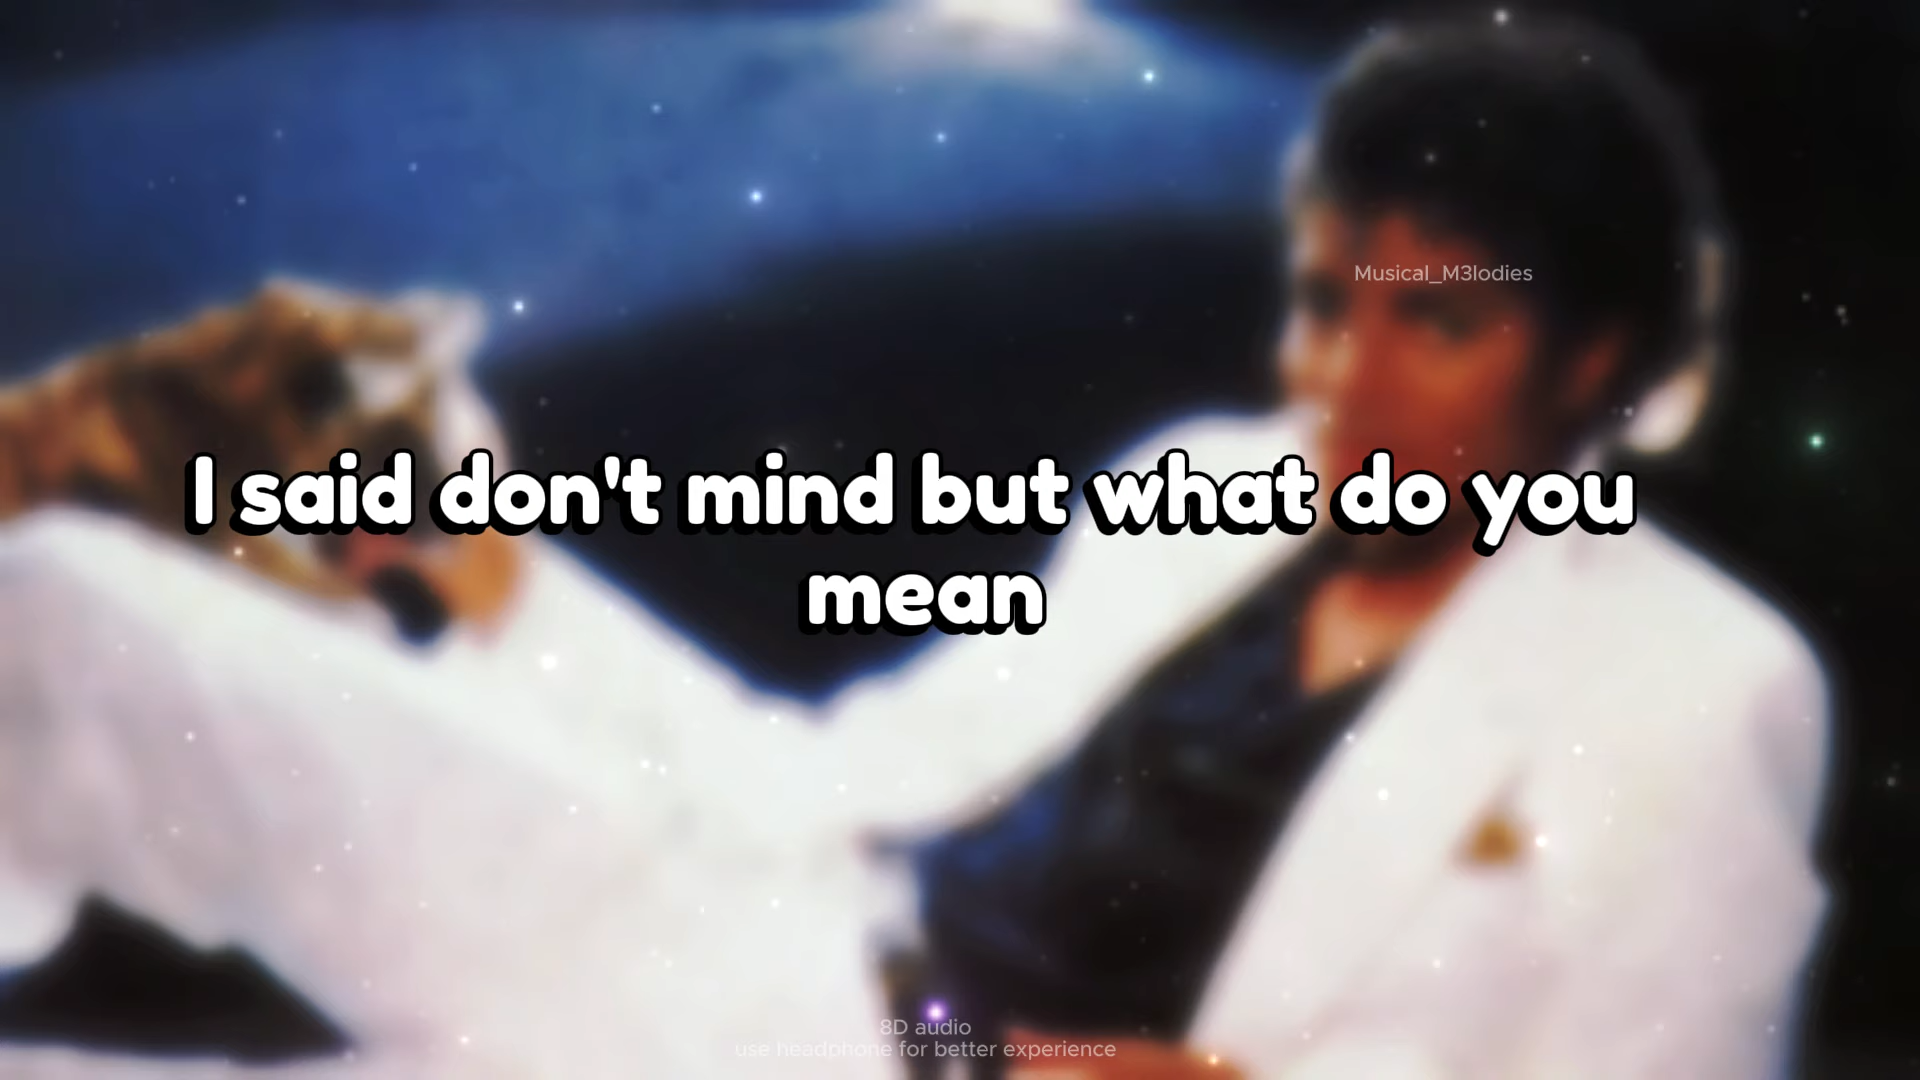 Musical_M3lodies
I said don't mind but what do you
mean
8D audio
use headphone for better experience